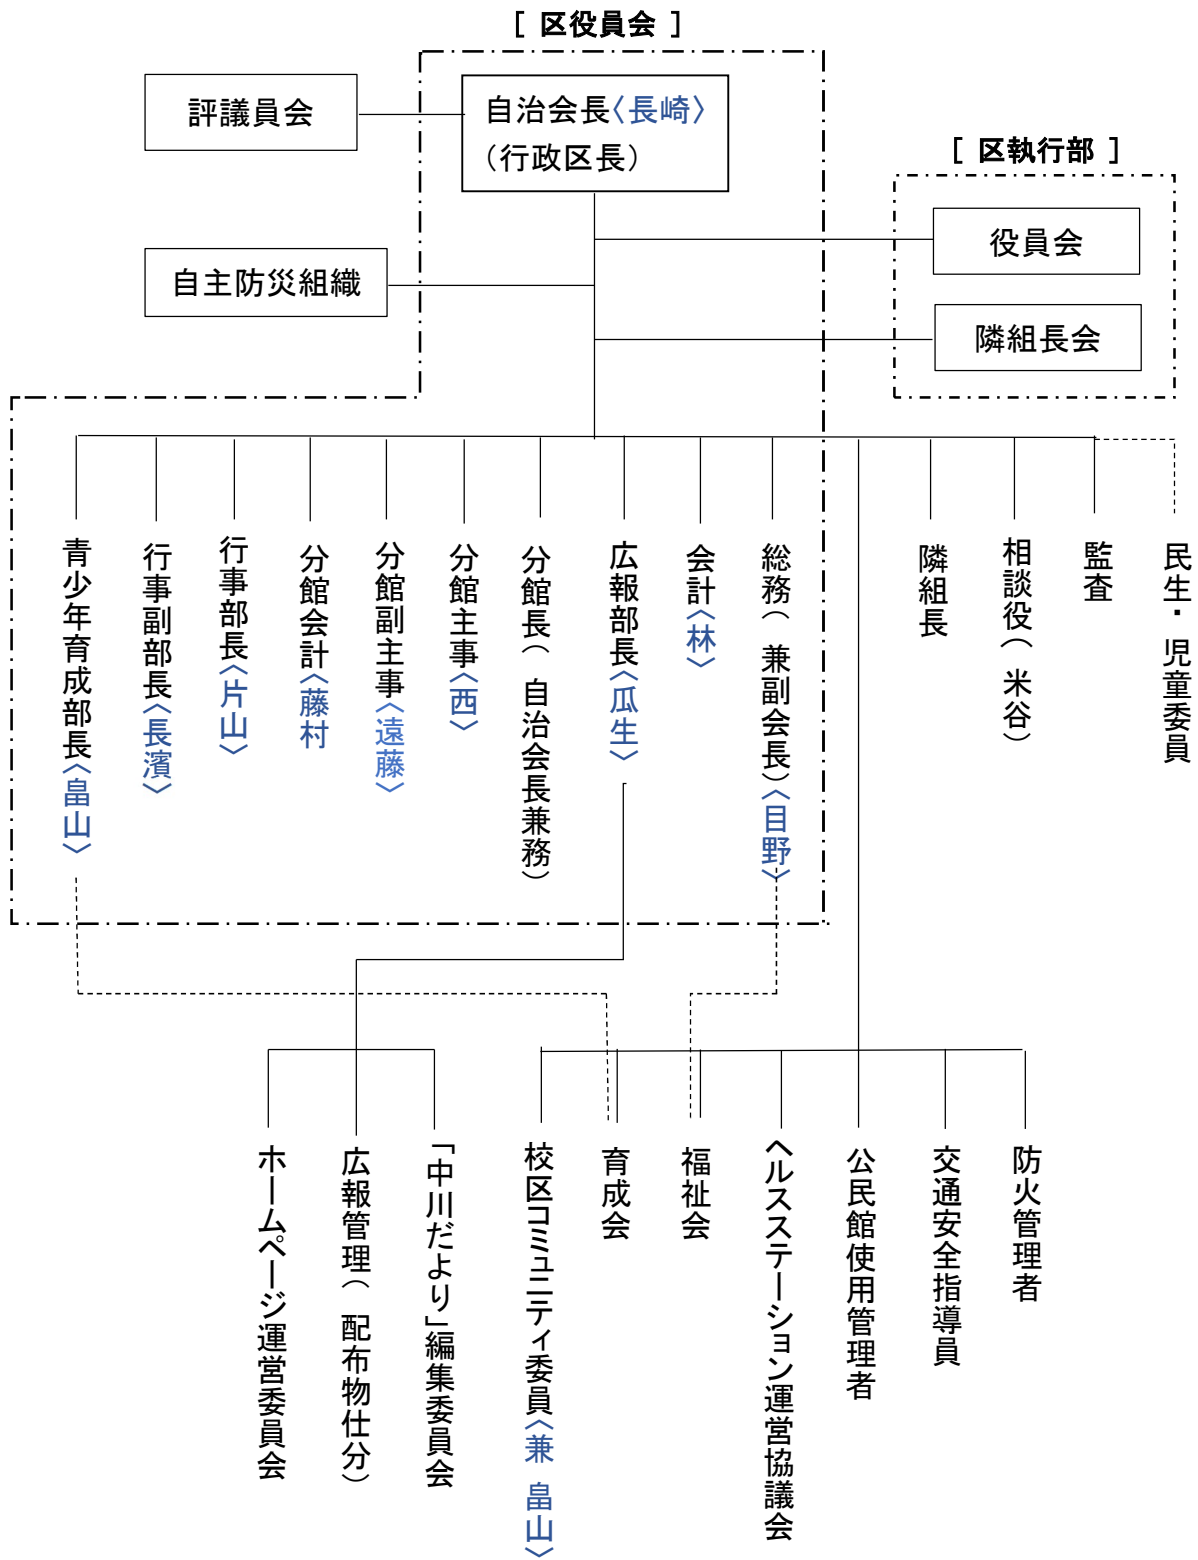 ［ 区役員会 ］
評議員会
自治会長〈長崎〉
（行政区長）
［ 区執行部 ］
役員会
自主防災組織
隣組長会
青少年育成部長〈畠山〉
行事副部長〈長濱〉
行事部長〈片山〉
分館会計〈藤村
分館副主事〈遠藤〉
分館主事〈西〉
分館長（ 自治会長兼務）
広報部長〈瓜生〉
会計〈林〉
総務（ 兼副会長）〈目野〉
隣組長
相談役（ 米谷）
監査
民生・ 児童委員
ホームページ運営委員会
広報管理（ 配布物仕分）
「中川だより」編集委員会
校区コミュニティ委員〈兼 畠山〉
育成会
福祉会
ヘルスステーション運営協議会
公民館使用管理者
交通安全指導員
防火管理者